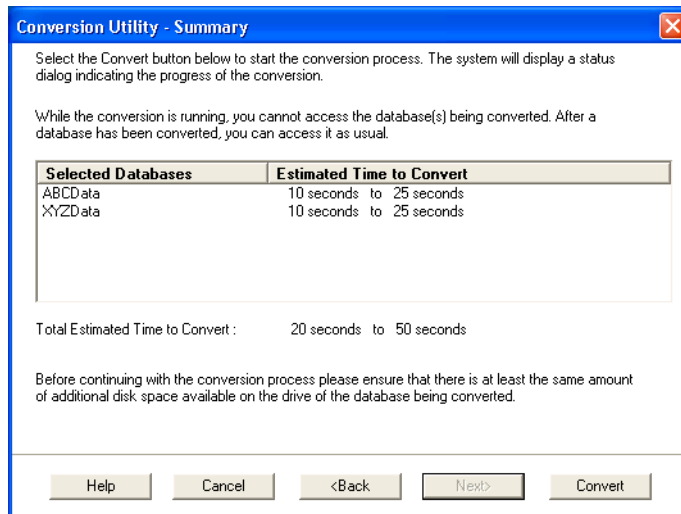 Conversion Utility - Summary
Select the Convert button below to start the conversion process. The system will display a status
dialog indicating the progress of the conversion.
While the conversion is running, you cannot access the database(s) being converted. After a
database has been converted, you can access it as usual.
Selected Databases Estimated Time to Convert
ABCData 10 seconds to 25 seconds
XYZData 10 seconds to 25 seconds
Total Estimated Time to Convert : 20 seconds to 50 seconds
Before continuing with the conversion process please ensure that there is at least the same amount
of additional disk space available on the drive of the database being converted.
Help Cancel <Back Next> Convert